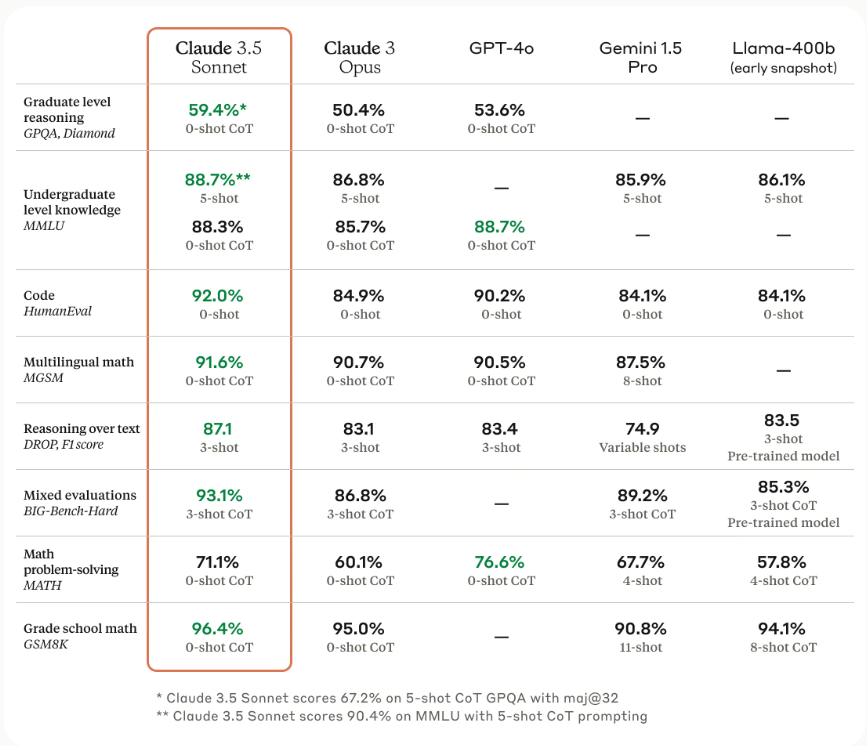 Claude 3.5 Sonnet
Claude 3 Opus
GPT-4o
Gemini 1.5 Pro
Llama-400b (early snapshot)
Graduate level reasoning
GPQA, Diamond
59.4%*
0-shot CoT
50.4%
0-shot CoT
53.6%
0-shot CoT
—
—
Undergraduate level knowledge
MMLU
88.7%**
5-shot
86.8%
5-shot
—
85.9%
5-shot
86.1%
5-shot
88.3%
0-shot CoT
85.7%
0-shot CoT
88.7%
0-shot CoT
—
—
Code
HumanEval
92.0%
0-shot
84.9%
0-shot
90.2%
0-shot
84.1%
0-shot
84.1%
0-shot
Multilingual math
MGSM
91.6%
0-shot CoT
90.7%
0-shot CoT
90.5%
0-shot CoT
87.5%
8-shot
—
Reasoning over text
DROP, F1 score
87.1
3-shot
83.1
3-shot
83.4
3-shot
74.9
Variable shots
83.5
3-shot
Pre-trained model
Mixed evaluations
BIG-Bench-Hard
93.1%
3-shot CoT
86.8%
3-shot CoT
—
89.2%
3-shot CoT
85.3%
3-shot CoT
Pre-trained model
Math problem-solving
MATH
71.1%
0-shot CoT
60.1%
0-shot CoT
76.6%
0-shot CoT
67.7%
4-shot
57.8%
4-shot CoT
Grade school math
GSM8K
96.4%
0-shot CoT
95.0%
0-shot CoT
—
90.8%
11-shot
94.1%
8-shot CoT
* Claude 3.5 Sonnet scores 67.2% on 5-shot CoT GPQA with maj@32
** Claude 3.5 Sonnet scores 90.4% on MMLU with 5-shot CoT prompting